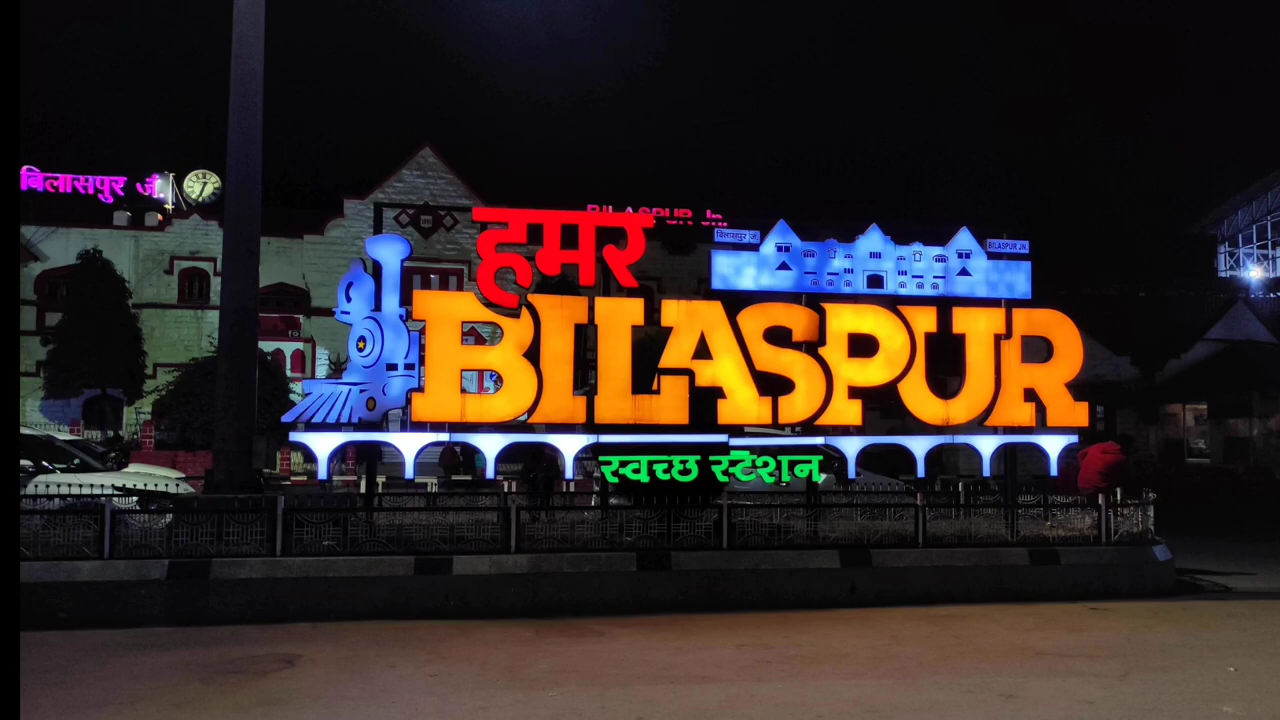 बिलासपुर जं.
BILASPUR Jn.
हमर
बिलासपुर जं.
BILASPUR JN.
BILASPUR
स्वच्छ स्टेशन